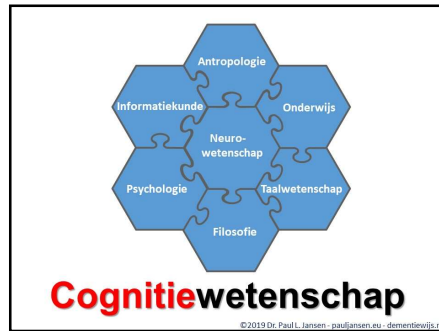 Antropologie
Informatiekunde
Onderwijs
Neuro-
wetenschap
Psychologie
Taalwetenschap
Filosofie
Cognitiewetenschap
©2019 Dr. Paul L. Jansen - pauljansen.eu - dementiewijs.n